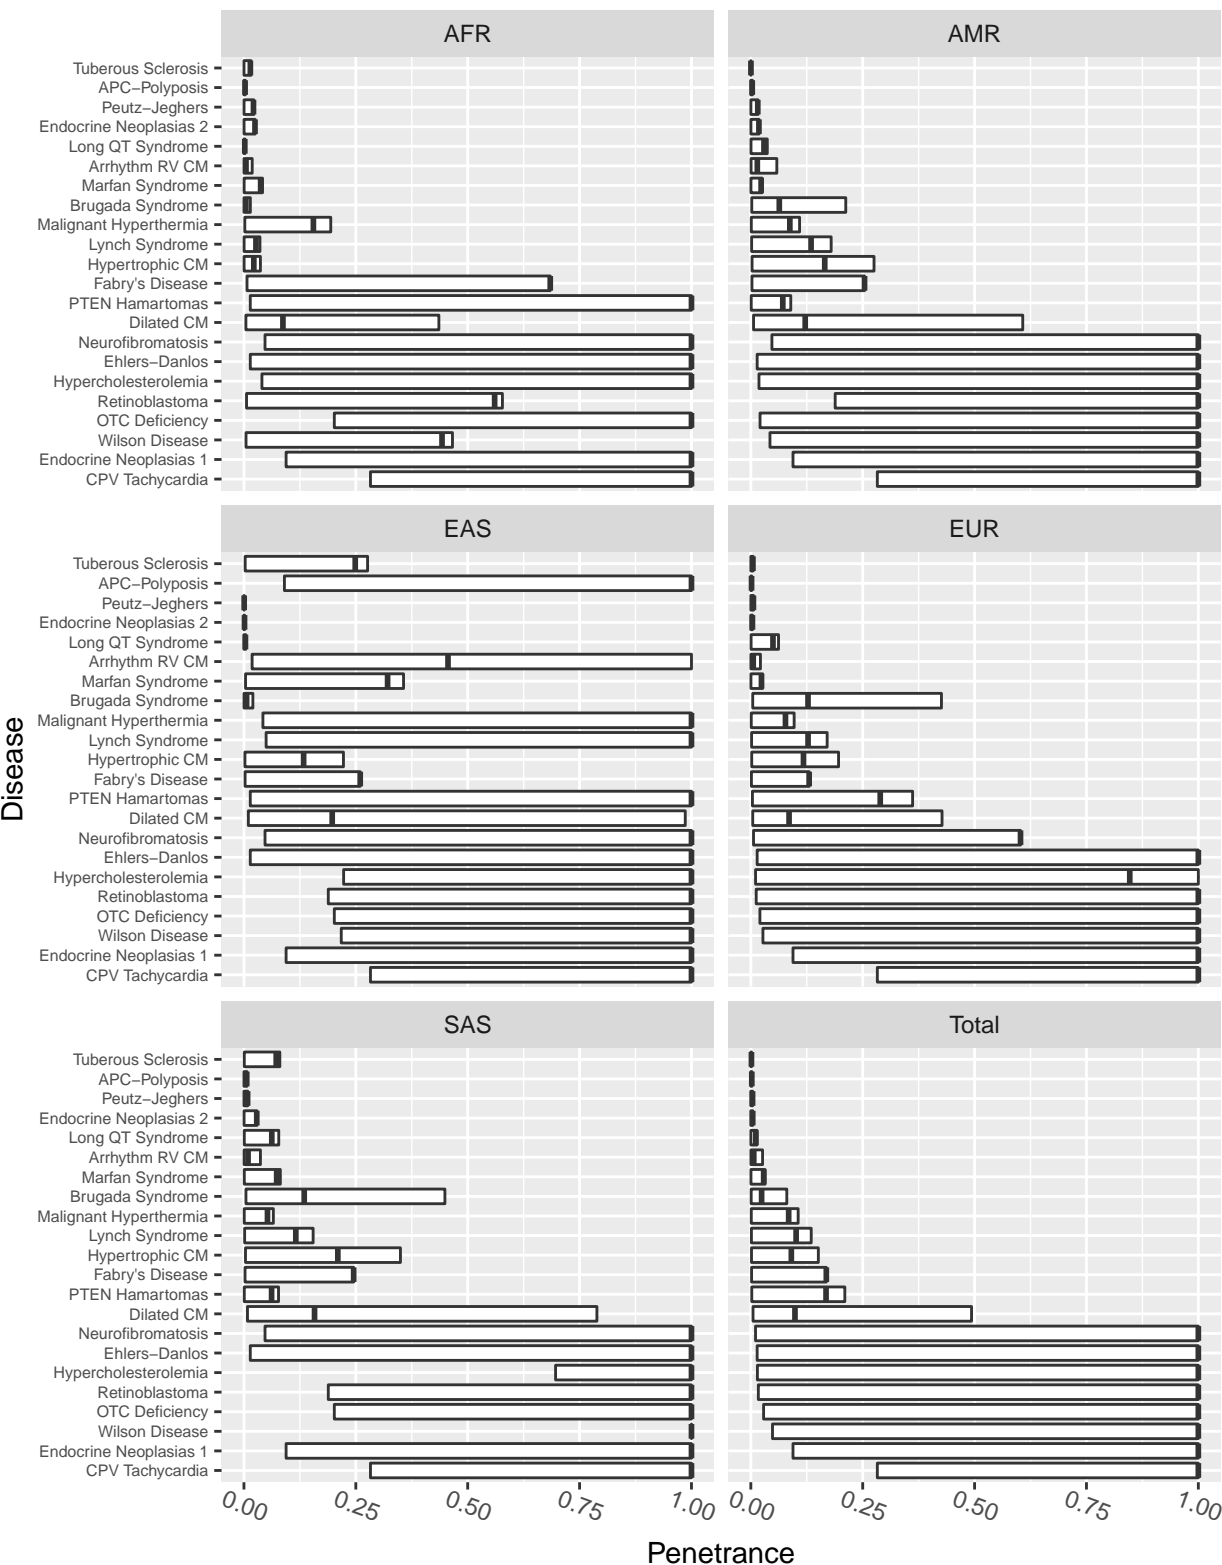 AFR
AMR
Tuberous Sclerosis
APC−Polyposis
Peutz−Jeghers
Endocrine Neoplasias 2
Long QT Syndrome
Arrhythm RV CM
Marfan Syndrome
Brugada Syndrome
Malignant Hyperthermia
Lynch Syndrome
Hypertrophic CM
Fabry's Disease
PTEN Hamartomas
Dilated CM
Neurofibromatosis
Ehlers−Danlos
Hypercholesterolemia
Retinoblastoma
OTC Deficiency
Wilson Disease
Endocrine Neoplasias 1
CPV Tachycardia
EAS
EUR
Tuberous Sclerosis
APC−Polyposis
Peutz−Jeghers
Endocrine Neoplasias 2
Long QT Syndrome
Arrhythm RV CM
Marfan Syndrome
Brugada Syndrome
Malignant Hyperthermia
Lynch Syndrome
Hypertrophic CM
Fabry's Disease
PTEN Hamartomas
Dilated CM
Neurofibromatosis
Ehlers−Danlos
Hypercholesterolemia
Retinoblastoma
OTC Deficiency
Wilson Disease
Endocrine Neoplasias 1
CPV Tachycardia
Disease
SAS
Total
Tuberous Sclerosis
APC−Polyposis
Peutz−Jeghers
Endocrine Neoplasias 2
Long QT Syndrome
Arrhythm RV CM
Marfan Syndrome
Brugada Syndrome
Malignant Hyperthermia
Lynch Syndrome
Hypertrophic CM
Fabry's Disease
PTEN Hamartomas
Dilated CM
Neurofibromatosis
Ehlers−Danlos
Hypercholesterolemia
Retinoblastoma
OTC Deficiency
Wilson Disease
Endocrine Neoplasias 1
CPV Tachycardia
0.00 0.25 0.50 0.75 1.00
0.00 0.25 0.50 0.75 1.00
Penetrance